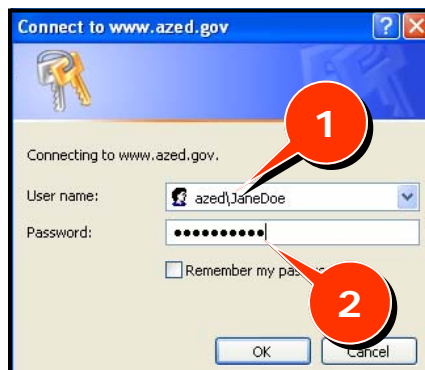 Connect to www.azed.gov
1
Connecting to www.azed.gov.
User name: azed\JaneDoe
Password: ●●●●●●●●●●
Remember my
2
OK Cancel